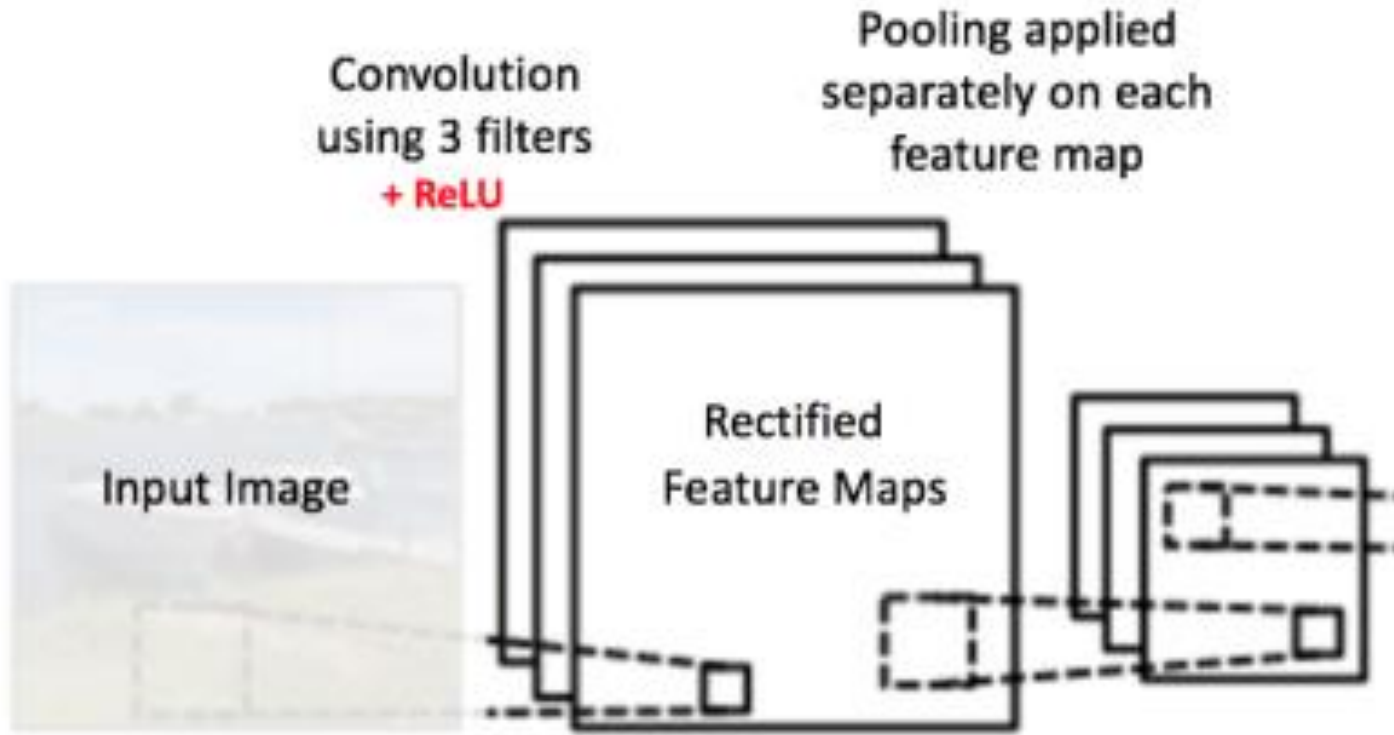 Convolution
using 3 filters
+ ReLU
Pooling applied
separately on each
feature map
Input Image
Rectified
Feature Maps